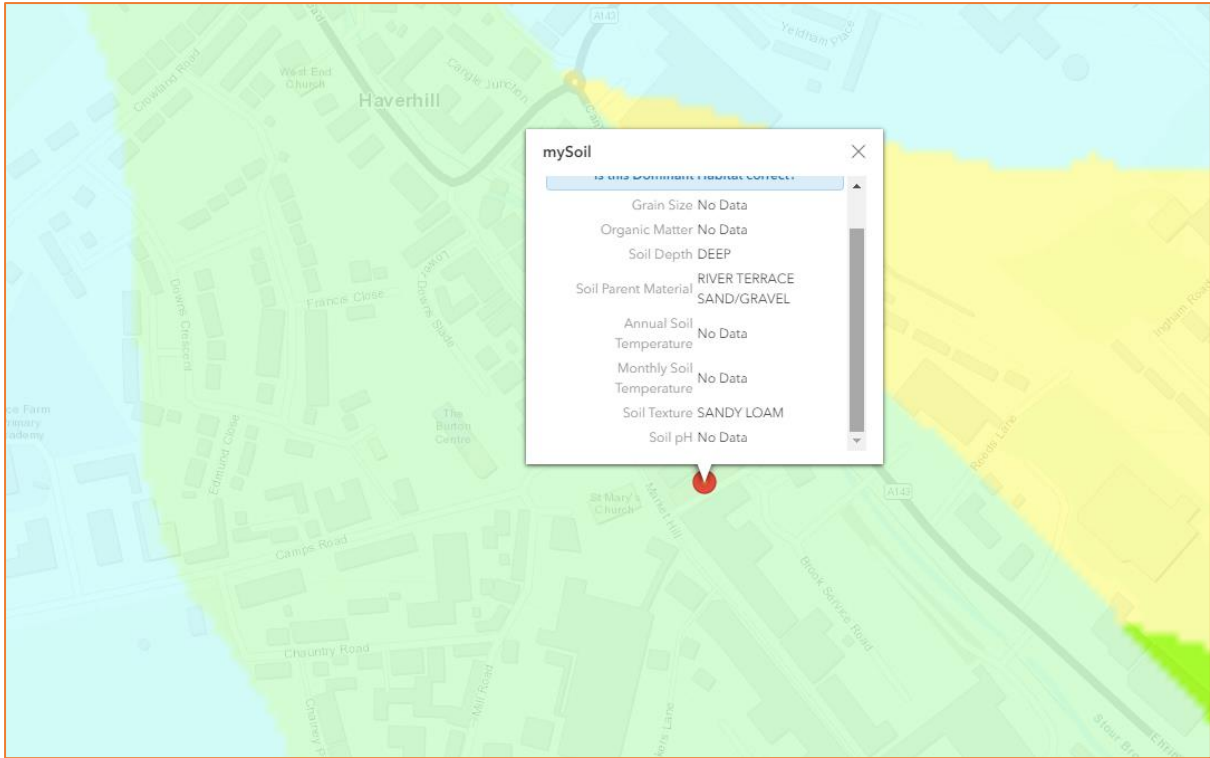 A143
Yeldham Place
West End
Church
Crowland Road
Cangle Junction
Haverhill
mySoil
Is this Dominant Habitat correct?
Grain Size No Data
Organic Matter No Data
Soil Depth DEEP
Soil Parent Material RIVER TERRACE
SAND/GRAVEL
Annual Soil
Temperature No Data
Monthly Soil
Temperature No Data
Soil Texture SANDY LOAM
Soil pH No Data
Downs Crescent
Francis Close
Lower Downs Slade
Ingham Road
The
Burton
Centre
Edmund Close
Reeds Lane
St Mary's
Church
Market Hill
A143
Camps Road
Brook Service Road
Chauntry Road
Mill Road